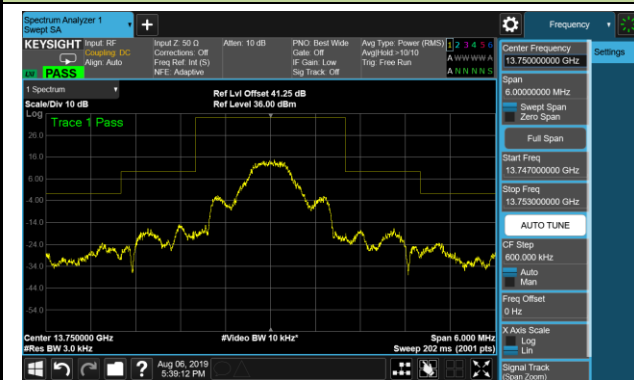 Spectrum Analyzer 1
Swept SA
+
Frequency
KEYSIGHT
Input: RF
Coupling: DC
Align: Auto
Input Z: 50 Ω
Corrections: Off
Freq Ref: Int (S)
NFE: Adaptive
Atten: 10 dB
PNO: Best Wide
Gate: Off
IF Gain: Low
Sig Track: Off
Avg Type: Power (RMS)
Avg|Hold:>10/10
Trig: Free Run
1 2 3 4 5 6
A W W W W A
A N N N N S
PASS
1 Spectrum
Scale/Div 10 dB
Ref Lvl Offset 41.25 dB
Ref Level 36.00 dBm
Log
Trace 1 Pass
26.0
16.0
6.00
-4.00
-14.0
-24.0
-34.0
-44.0
-54.0
Center 13.750000 GHz
#Res BW 3.0 kHz
#Video BW 10 kHz*
Span 6.000 MHz
Sweep 202 ms (2001 pts)
Center Frequency
13.750000000 GHz
Settings
Span
6.00000000 MHz
Swept Span
Zero Span
Full Span
Start Freq
13.747000000 GHz
Stop Freq
13.753000000 GHz
AUTO TUNE
CF Step
600.000 kHz
Auto
Man
Freq Offset
0 Hz
X Axis Scale
Log
Lin
Signal Track
(Span Zoom)
?
Aug 06, 2019
5:39:12 PM